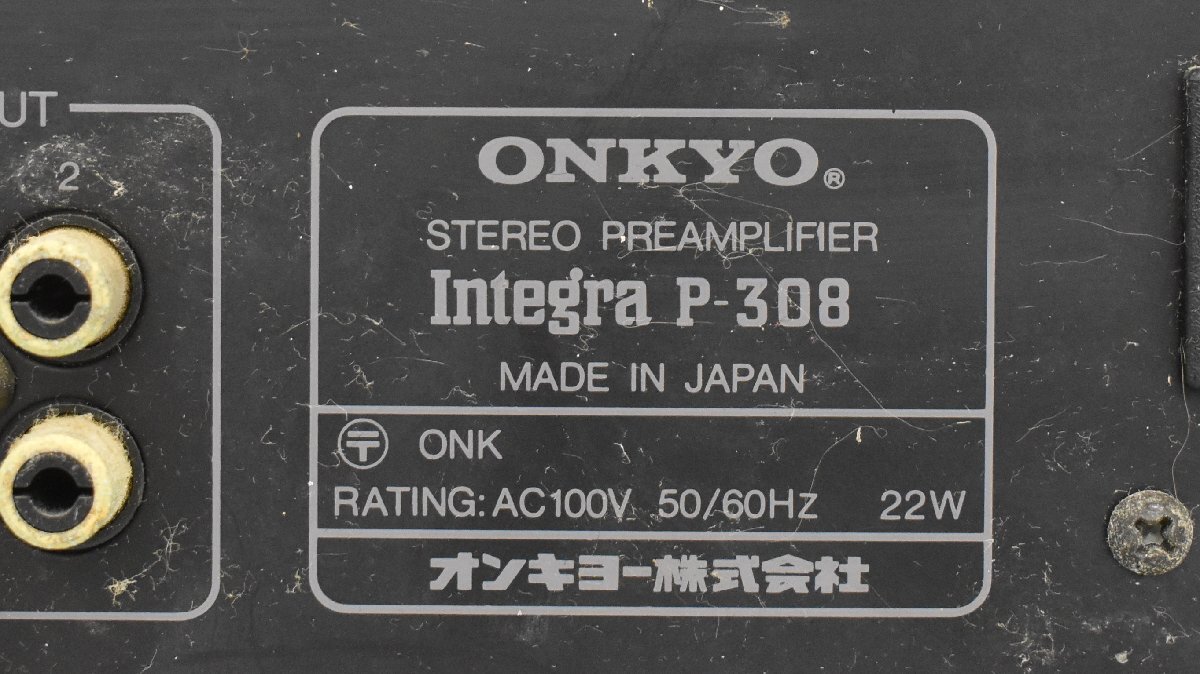 UT
2
ONKYO®
STEREO PREAMPLIFIER
Integra P-308
MADE IN JAPAN
〒 ONK
RATING: AC100V 50/60Hz 22W
オンキヨー株式会社